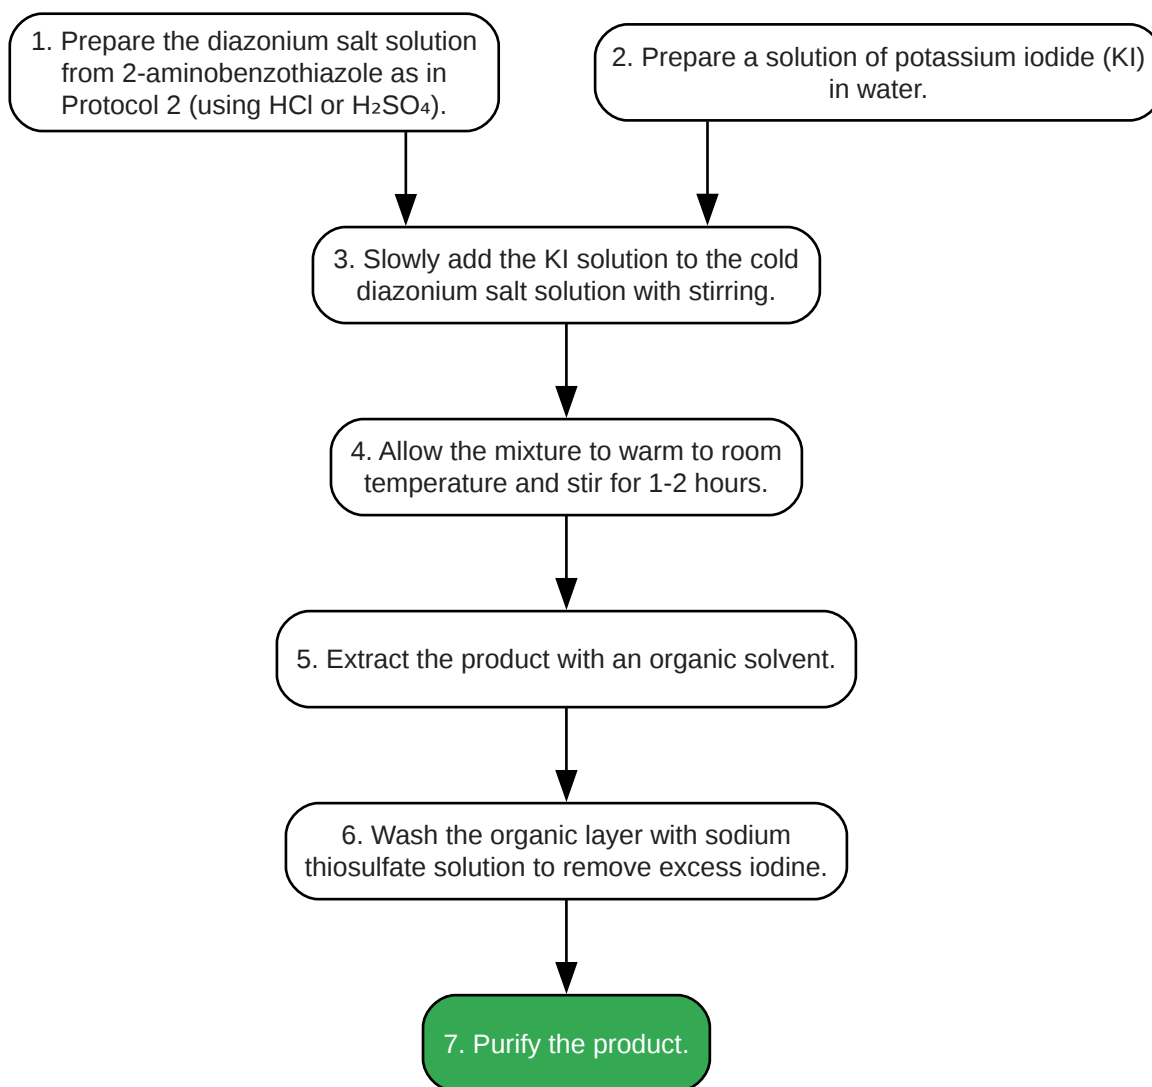 1. Prepare the diazonium salt solution
from 2-aminobenzothiazole as in
Protocol 2 (using HCl or H₂SO₄).
2. Prepare a solution of potassium iodide (KI)
in water.
3. Slowly add the KI solution to the cold
diazonium salt solution with stirring.
4. Allow the mixture to warm to room
temperature and stir for 1-2 hours.
5. Extract the product with an organic solvent.
6. Wash the organic layer with sodium
thiosulfate solution to remove excess iodine.
7. Purify the product.